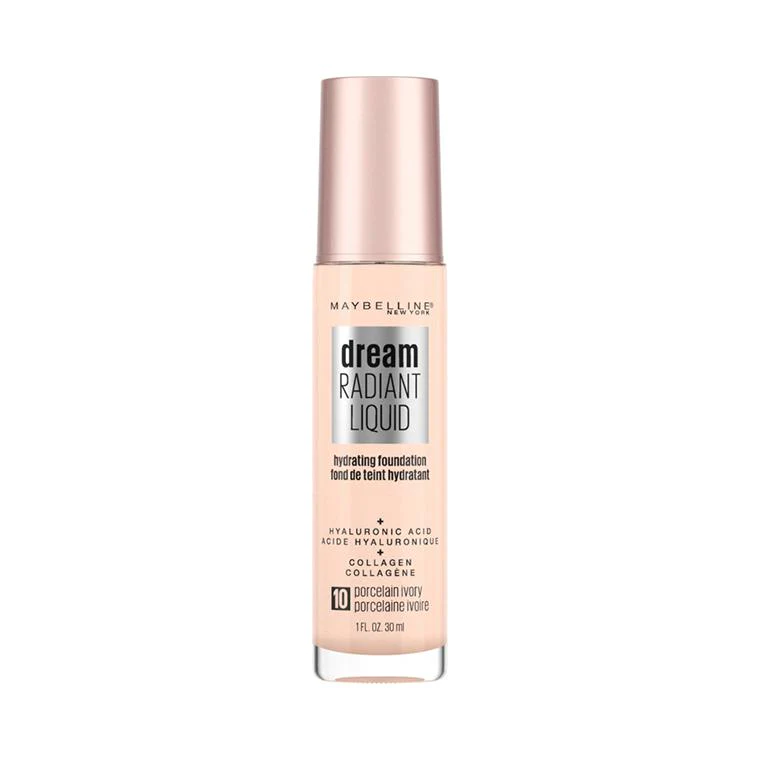 MAYBELLINE®
NEW YORK
dream
RADIANT
LIQUID
hydrating foundation
fond de teint hydratant
+
HYALURONIC ACID
ACIDE HYALURONIQUE
+
COLLAGEN
COLLAGÈNE
10 porcelain ivory
porcelaine ivoire
1 FL. OZ. 30 ml